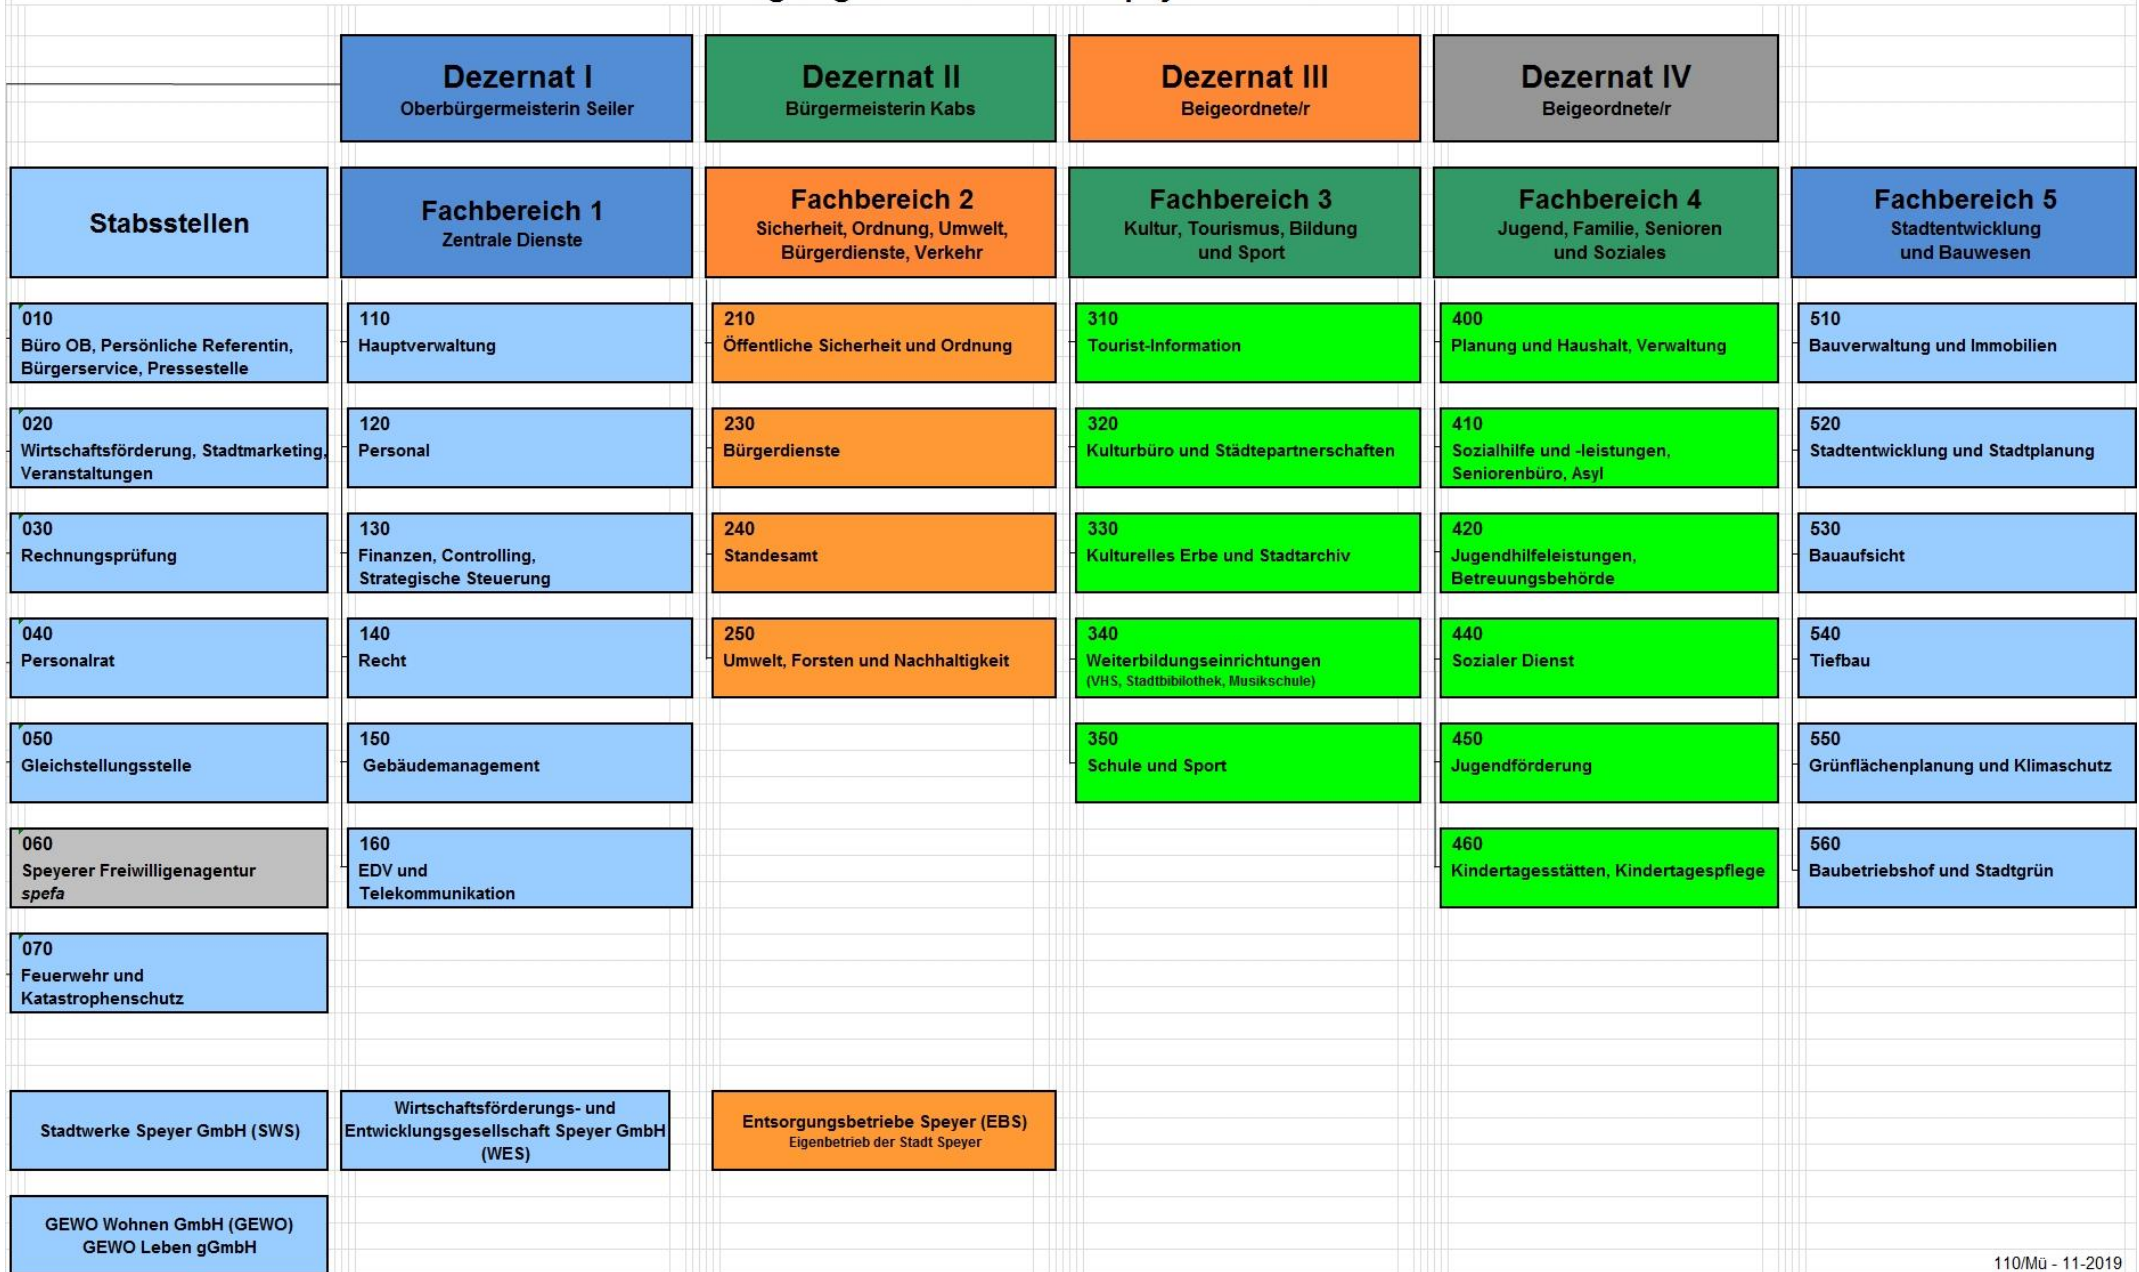 Dezernat I
Oberbürgermeisterin Seiler
Dezernat II
Bürgermeisterin Kabs
Dezernat III
Beigeordnete/r
Dezernat IV
Beigeordnete/r
Stabsstellen
Fachbereich 1
Zentrale Dienste
Fachbereich 2
Sicherheit, Ordnung, Umwelt,
Bürgerdienste, Verkehr
Fachbereich 3
Kultur, Tourismus, Bildung
und Sport
Fachbereich 4
Jugend, Familie, Senioren
und Soziales
Fachbereich 5
Stadtentwicklung
und Bauwesen
010
Büro OB, Persönliche Referentin,
Bürgerservice, Pressestelle
110
Hauptverwaltung
210
Öffentliche Sicherheit und Ordnung
310
Tourist-Information
400
Planung und Haushalt, Verwaltung
510
Bauverwaltung und Immobilien
020
Wirtschaftsförderung, Stadtmarketing,
Veranstaltungen
120
Personal
230
Bürgerdienste
320
Kulturbüro und Städtepartnerschaften
410
Sozialhilfe und -leistungen,
Seniorenbüro, Asyl
520
Stadtentwicklung und Stadtplanung
030
Rechnungsprüfung
130
Finanzen, Controlling,
Strategische Steuerung
240
Standesamt
330
Kulturelles Erbe und Stadtarchiv
420
Jugendhilfeleistungen,
Betreuungsbehörde
530
Bauaufsicht
040
Personalrat
140
Recht
250
Umwelt, Forsten und Nachhaltigkeit
340
Weiterbildungseinrichtungen
(VHS, Stadtbibilothek, Musikschule)
440
Sozialer Dienst
540
Tiefbau
050
Gleichstellungsstelle
150
Gebäudemanagement
350
Schule und Sport
450
Jugendförderung
550
Grünflächenplanung und Klimaschutz
060
Speyerer Freiwilligenagentur
spefa
160
EDV und
Telekommunikation
460
Kindertagesstätten, Kindertagespflege
560
Baubetriebshof und Stadtgrün
070
Feuerwehr und
Katastrophenschutz
Stadtwerke Speyer GmbH (SWS)
Wirtschaftsförderungs- und
Entwicklungsgesellschaft Speyer GmbH
(WES)
Entsorgungsbetriebe Speyer (EBS)
Eigenbetrieb der Stadt Speyer
GEWO Wohnen GmbH (GEWO)
GEWO Leben gGmbH
110/Mü - 11-2019